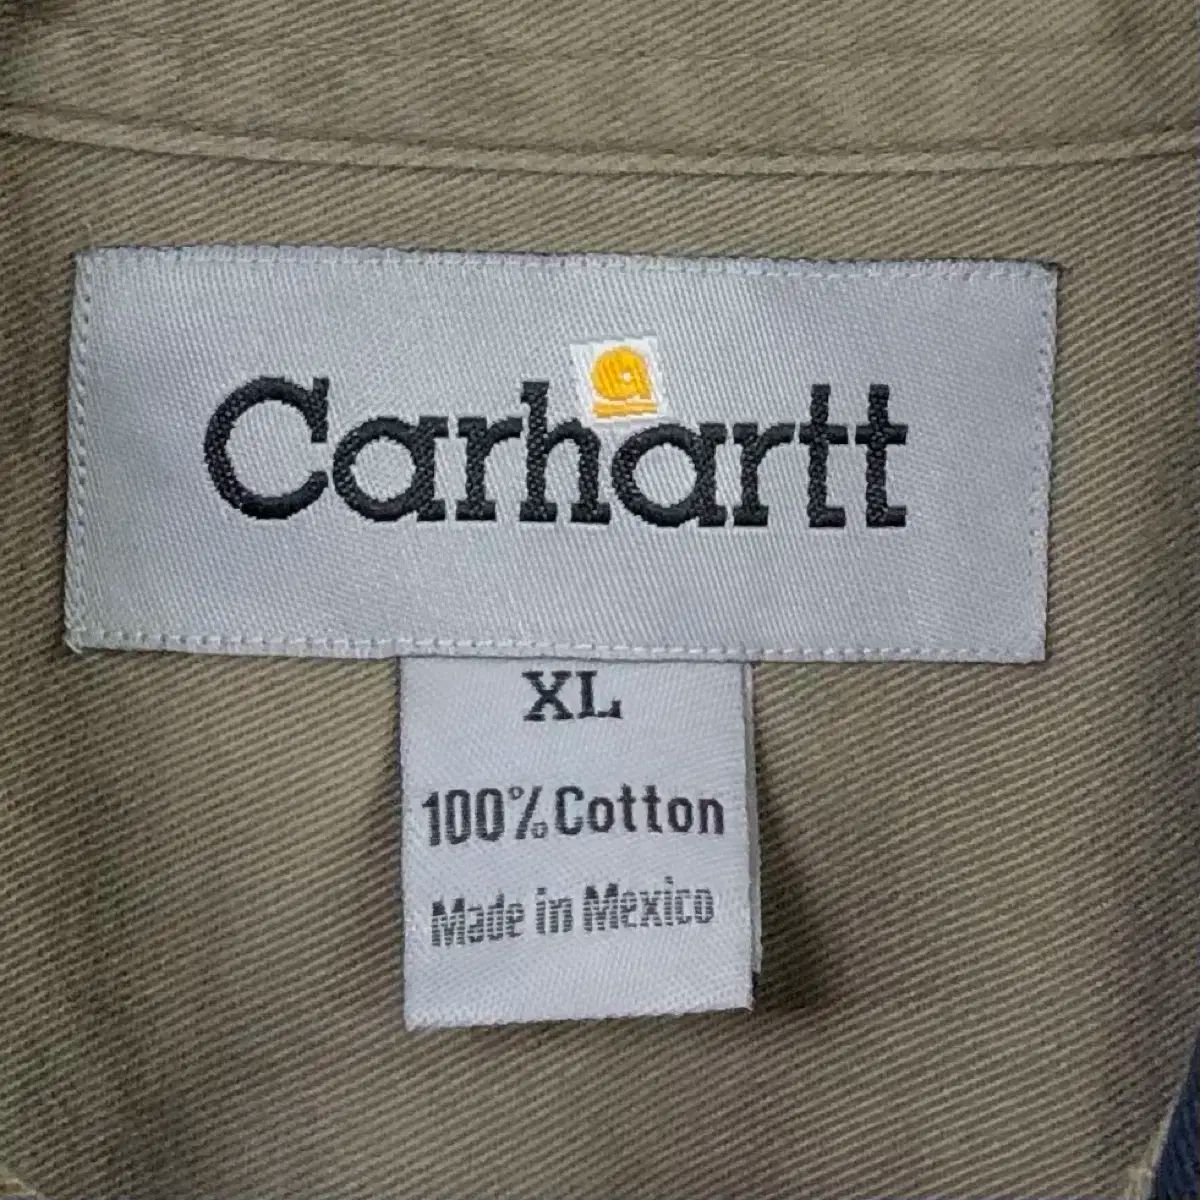 Carhartt
XL
100% Cotton
Made in Mexico